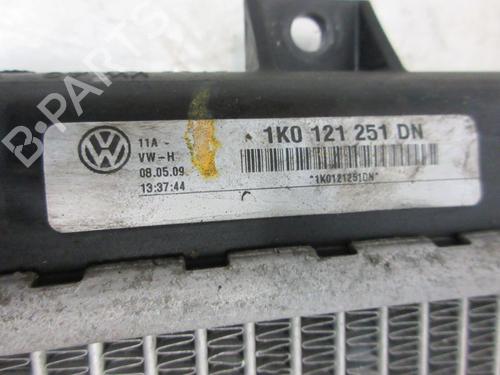 11A -
VW-H
08.05.09
13:37:44
1K0 121 251 DN
*1K0121251DN*
B-PARTS